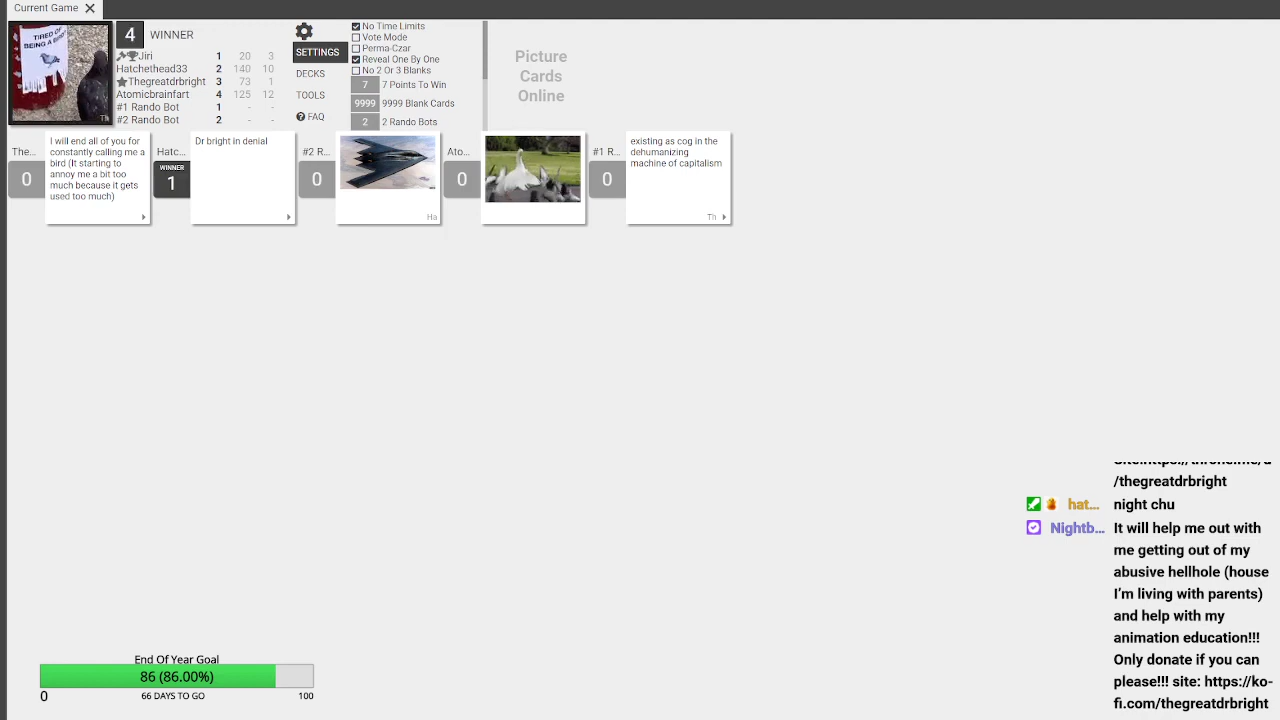 Current Game
TIRED OF
BEING A BIRD
Th
4 WINNER
Jiri 1 20 3
Hatchethead33 2 140 10
Thegreatdrbright 3 73 1
Atomicbrainfart 4 125 12
#1 Rando Bot 1 - -
#2 Rando Bot 2 - -
SETTINGS
DECKS
TOOLS
FAQ
No Time Limits
Vote Mode
Perma-Czar
Reveal One By One
No 2 Or 3 Blanks
7 7 Points To Win
9999 9999 Blank Cards
2 2 Rando Bots
Picture
Cards
Online
The...
0
I will end all of you for
constantly calling me a
bird (It starting to
annoy me a bit too
much because it gets
used too much)
Hatc...
WINNER
1
Dr bright in denial
#2 R...
0
Ha
Ato...
0
#1 R...
0
existing as cog in the
dehumanizing
machine of capitalism
Th
/thegreatdrbright
hat... night chu
Nightb... It will help me out with
me getting out of my
abusive hellhole (house
I’m living with parents)
and help with my
animation education!!!
Only donate if you can
please!!! site: https://ko-
fi.com/thegreatdrbright
End Of Year Goal
86 (86.00%)
0 66 DAYS TO GO 100